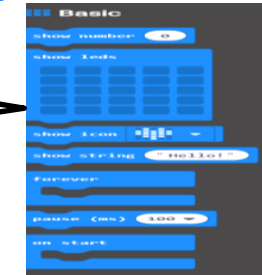 Basic
show number 0
show leds
show icon
show string "Hello!"
forever
pause (ms) 100
on start